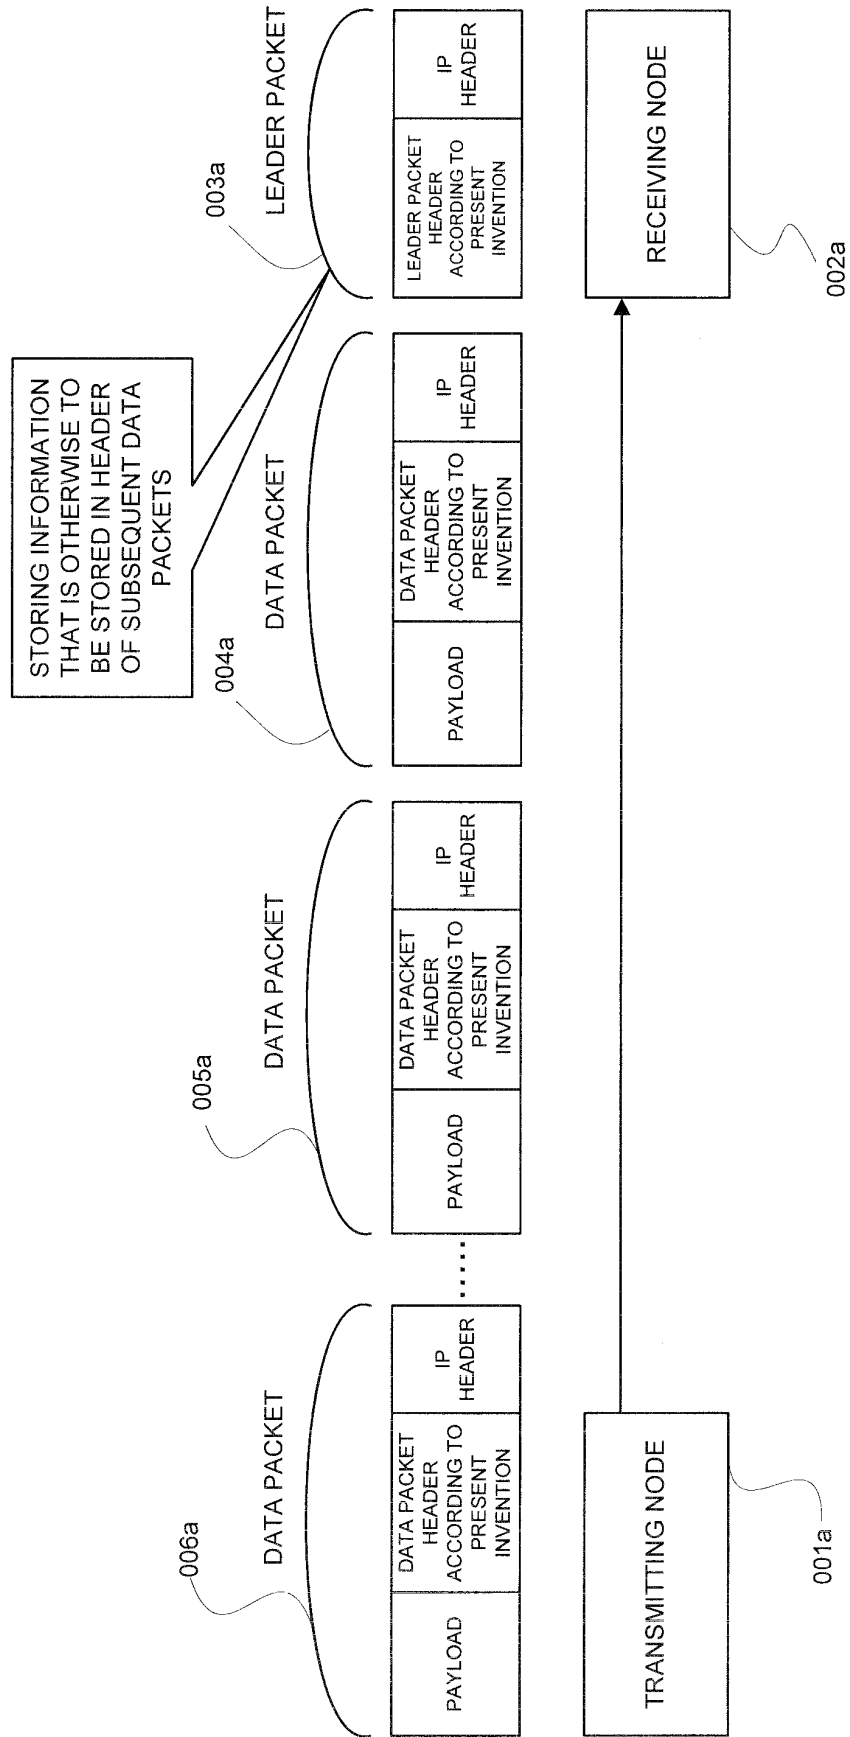 STORING INFORMATION
THAT IS OTHERWISE TO
BE STORED IN HEADER
OF SUBSEQUENT DATA
PACKETS
006a
DATA PACKET
005a
DATA PACKET
004a
DATA PACKET
003a
LEADER PACKET
PAYLOAD
DATA PACKET
HEADER
ACCORDING TO
PRESENT
INVENTION
IP
HEADER
.....
PAYLOAD
DATA PACKET
HEADER
ACCORDING TO
PRESENT
INVENTION
IP
HEADER
PAYLOAD
DATA PACKET
HEADER
ACCORDING TO
PRESENT
INVENTION
IP
HEADER
LEADER PACKET
HEADER
ACCORDING TO
PRESENT
INVENTION
IP
HEADER
TRANSMITTING NODE
001a
RECEIVING NODE
002a